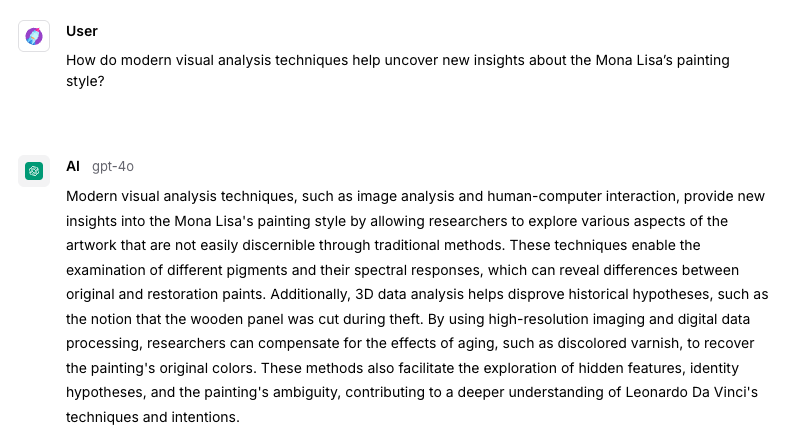 User
How do modern visual analysis techniques help uncover new insights about the Mona Lisa’s painting
style?
AI gpt-4o
Modern visual analysis techniques, such as image analysis and human-computer interaction, provide new
insights into the Mona Lisa's painting style by allowing researchers to explore various aspects of the
artwork that are not easily discernible through traditional methods. These techniques enable the
examination of different pigments and their spectral responses, which can reveal differences between
original and restoration paints. Additionally, 3D data analysis helps disprove historical hypotheses, such as
the notion that the wooden panel was cut during theft. By using high-resolution imaging and digital data
processing, researchers can compensate for the effects of aging, such as discolored varnish, to recover
the painting's original colors. These methods also facilitate the exploration of hidden features, identity
hypotheses, and the painting's ambiguity, contributing to a deeper understanding of Leonardo Da Vinci's
techniques and intentions.